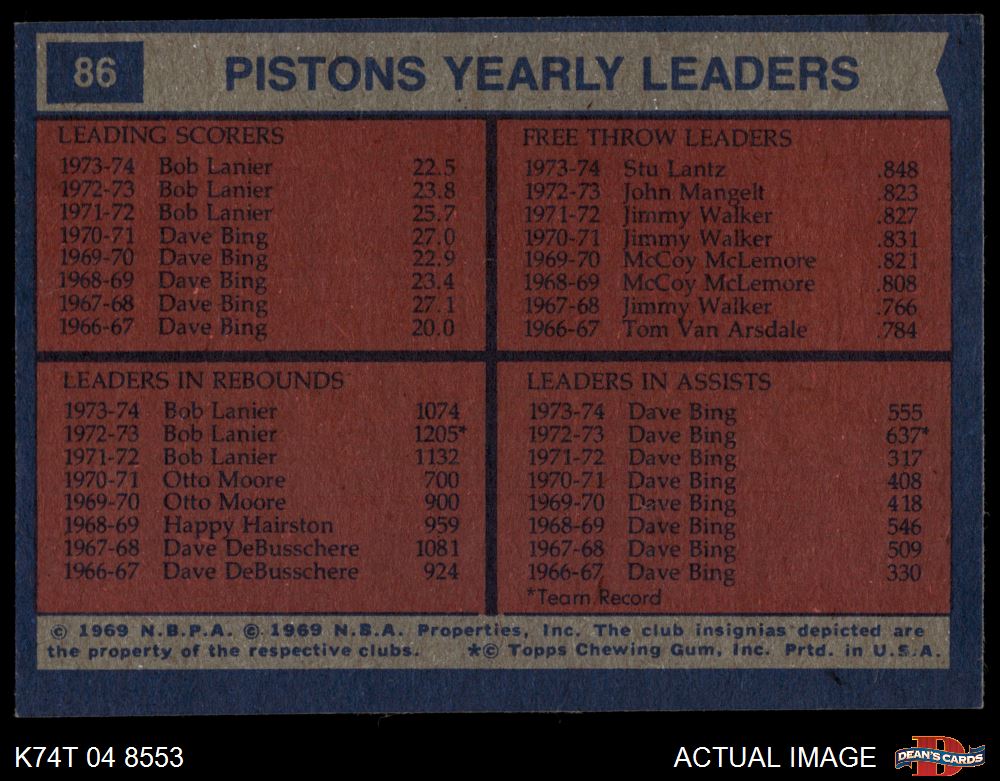 86 PISTONS YEARLY LEADERS
LEADING SCORERS
1973-74 Bob Lanier 22.5
1972-73 Bob Lanier 23.8
1971-72 Bob Lanier 25.7
1970-71 Dave Bing 27.0
1969-70 Dave Bing 22.9
1968-69 Dave Bing 23.4
1967-68 Dave Bing 27.1
1966-67 Dave Bing 20.0
FREE THROW LEADERS
1973-74 Stu Lantz .848
1972-73 John Mangelt .823
1971-72 Jimmy Walker .827
1970-71 Jimmy Walker .831
1969-70 McCoy McLemore .821
1968-69 McCoy McLemore .808
1967-68 Jimmy Walker .766
1966-67 Tom Van Arsdale .784
LEADERS IN REBOUNDS
1973-74 Bob Lanier 1074
1972-73 Bob Lanier 1205*
1971-72 Bob Lanier 1132
1970-71 Otto Moore 700
1969-70 Otto Moore 900
1968-69 Happy Hairston 959
1967-68 Dave DeBusschere 1081
1966-67 Dave DeBusschere 924
LEADERS IN ASSISTS
1973-74 Dave Bing 555
1972-73 Dave Bing 637*
1971-72 Dave Bing 317
1970-71 Dave Bing 408
1969-70 Dave Bing 418
1968-69 Dave Bing 546
1967-68 Dave Bing 509
1966-67 Dave Bing 330
*Team Record
© 1969 N.B.P.A. © 1969 N.B.A. Properties, Inc. The club insignias depicted are
the property of the respective clubs. *© Topps Chewing Gum, Inc. Prtd. in U.S.A.
K74T 04 8553 ACTUAL IMAGE
D
DEAN'S CARDS